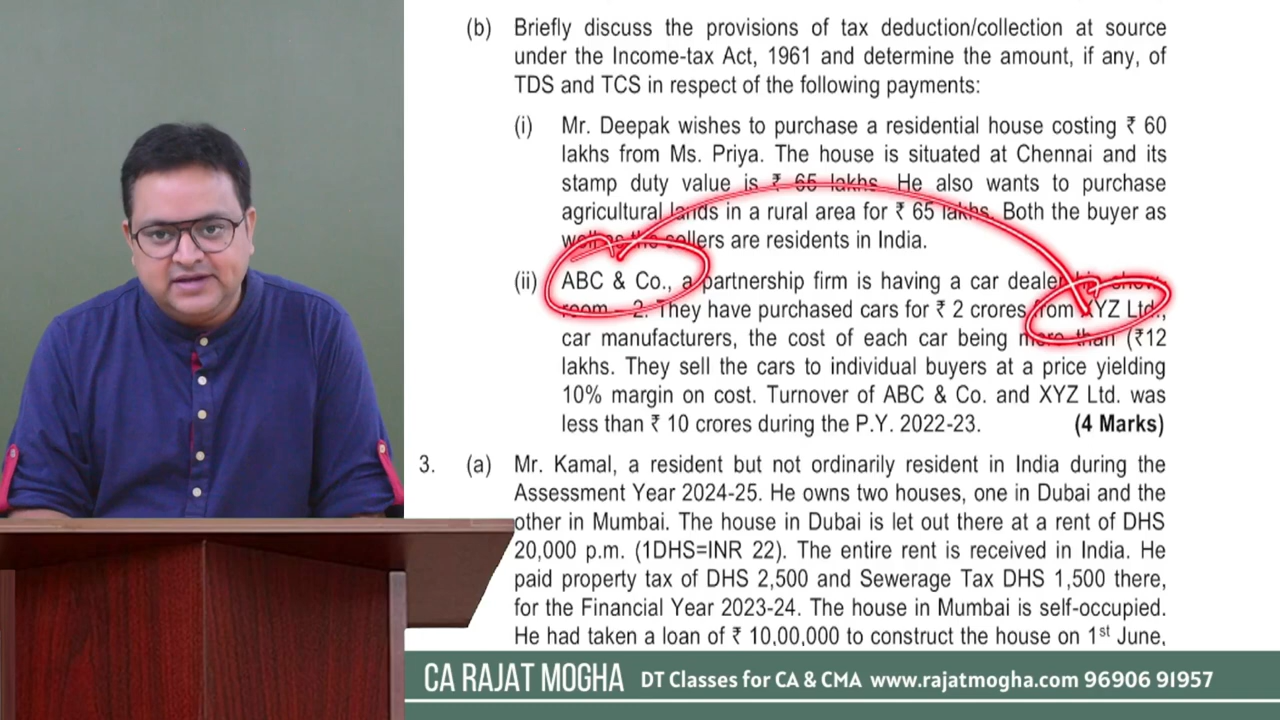 (b) Briefly discuss the provisions of tax deduction/collection at source
under the Income-tax Act, 1961 and determine the amount, if any, of
TDS and TCS in respect of the following payments:
(i) Mr. Deepak wishes to purchase a residential house costing ₹ 60
lakhs from Ms. Priya. The house is situated at Chennai and its
stamp duty value is ₹ 65 lakhs. He also wants to purchase
agricultural lands in a rural area for ₹ 65 lakhs. Both the buyer as
well as the sellers are residents in India.
(ii) ABC & Co., a partnership firm is having a car dealership show
room - 2. They have purchased cars for ₹ 2 crores from XYZ Ltd.,
car manufacturers, the cost of each car being more than (₹12
lakhs. They sell the cars to individual buyers at a price yielding
10% margin on cost. Turnover of ABC & Co. and XYZ Ltd. was
less than ₹ 10 crores during the P.Y. 2022-23. (4 Marks)
3. (a) Mr. Kamal, a resident but not ordinarily resident in India during the
Assessment Year 2024-25. He owns two houses, one in Dubai and the
other in Mumbai. The house in Dubai is let out there at a rent of DHS
20,000 p.m. (1DHS=INR 22). The entire rent is received in India. He
paid property tax of DHS 2,500 and Sewerage Tax DHS 1,500 there,
for the Financial Year 2023-24. The house in Mumbai is self-occupied.
He had taken a loan of ₹ 10,00,000 to construct the house on 1st June,
CA RAJAT MOGHA DT Classes for CA & CMA www.rajatmogha.com 96906 91957